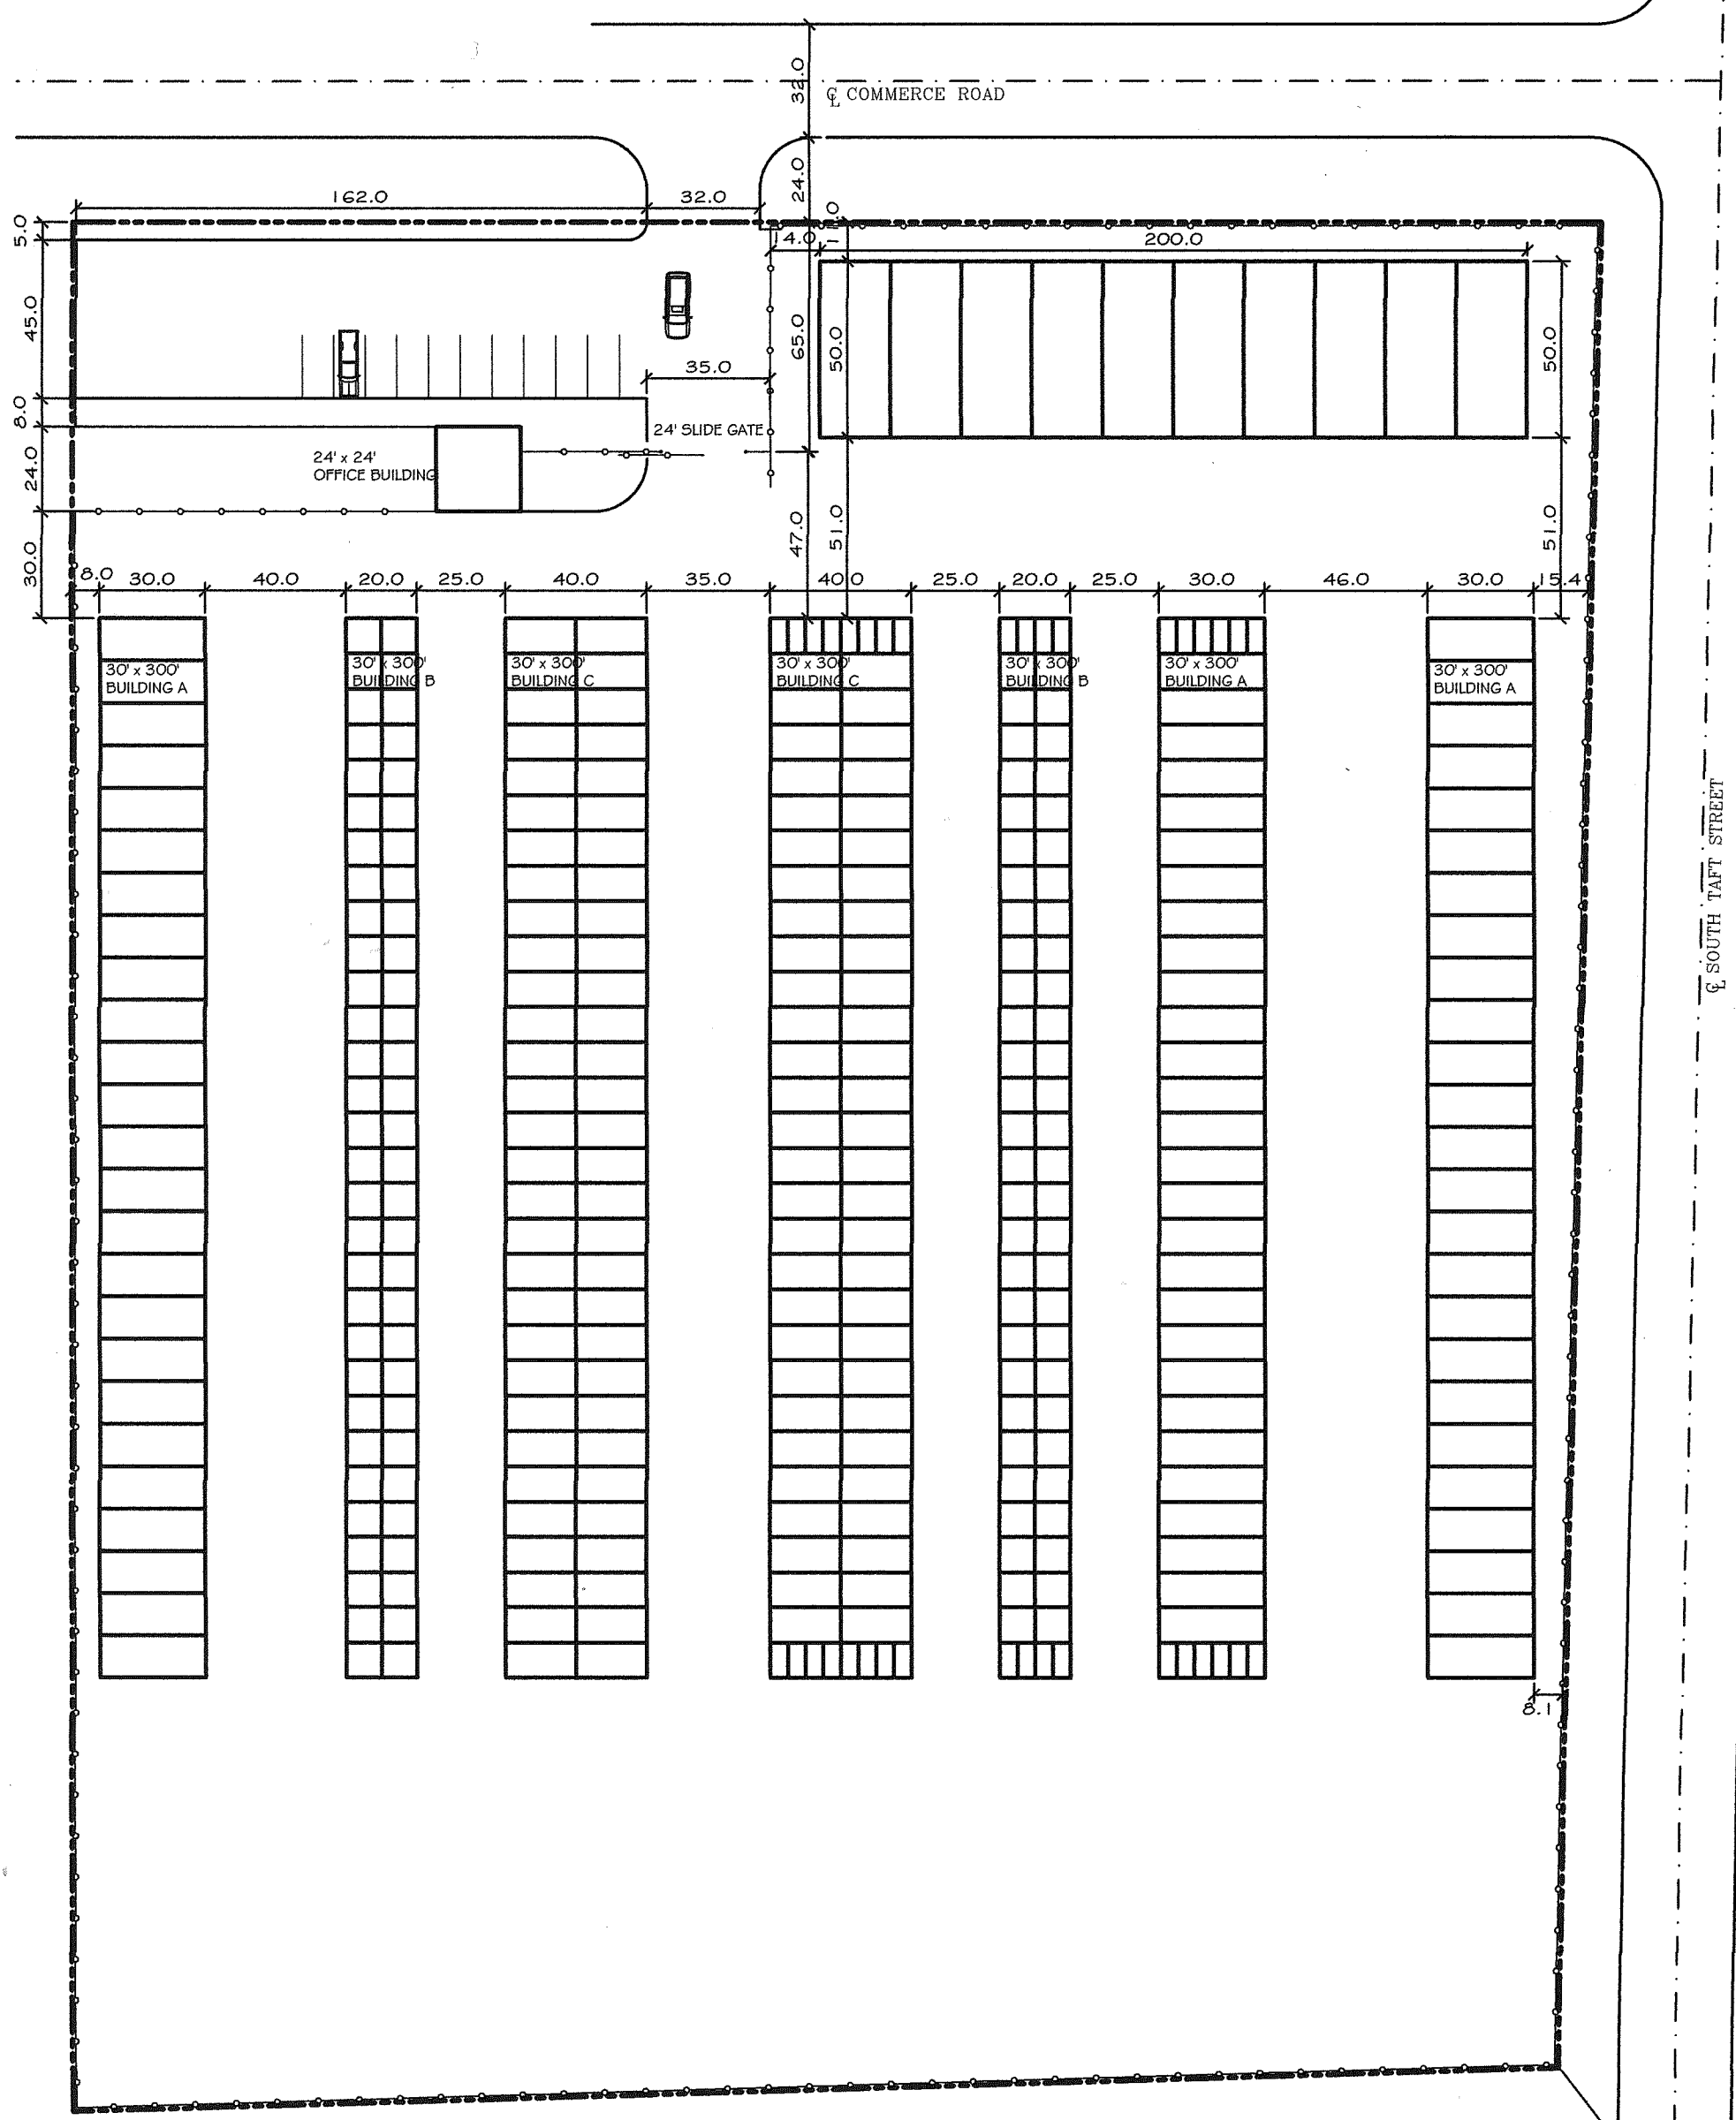 32.0
℄ COMMERCE ROAD
24.0
162.0
32.0
5.0
14.0
200.0
45.0
65.0
50.0
50.0
35.0
8.0
24' SLIDE GATE
24' x 24'
OFFICE BUILDING
24.0
47.0
51.0
51.0
30.0
8.0 30.0 40.0 20.0 25.0 40.0 35.0 40.0 25.0 20.0 25.0 30.0 46.0 30.0 15.4
30' x 300'
BUILDING A
30' x 300'
BUILDING B
30' x 300'
BUILDING C
30' x 300'
BUILDING C
30' x 300'
BUILDING B
30' x 300'
BUILDING A
30' x 300'
BUILDING A
℄ SOUTH TAFT STREET
8.1